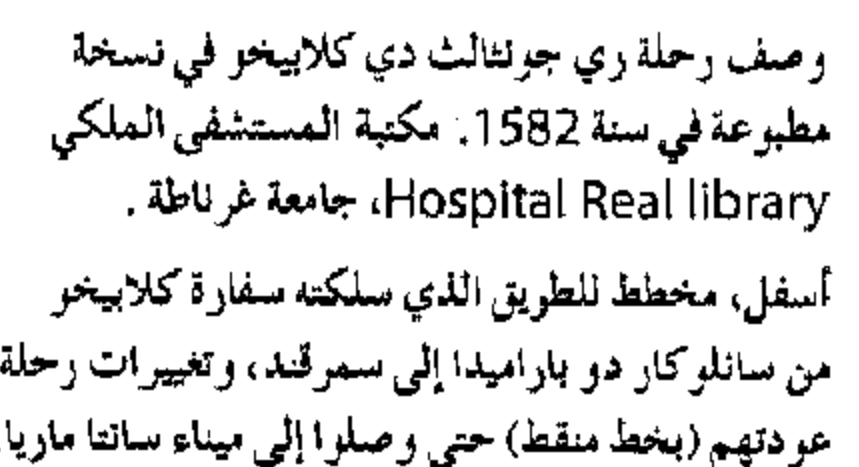 وصف رحلة ري جونثالث دي كلابيخو في نسخة
مطبوعة في سنة 1582. مكتبة المستشفى الملكي
Hospital Real library، جامعة غرناطة .
أسفل، مخطط للطريق الذي سلكته سفارة كلابيخو
من سانلوكار دو باراميدا إلى سمرقند، وتغييرات رحلة
عودتهم (بخط منقط) حتى وصلوا إلى ميناء سانتا ماريا